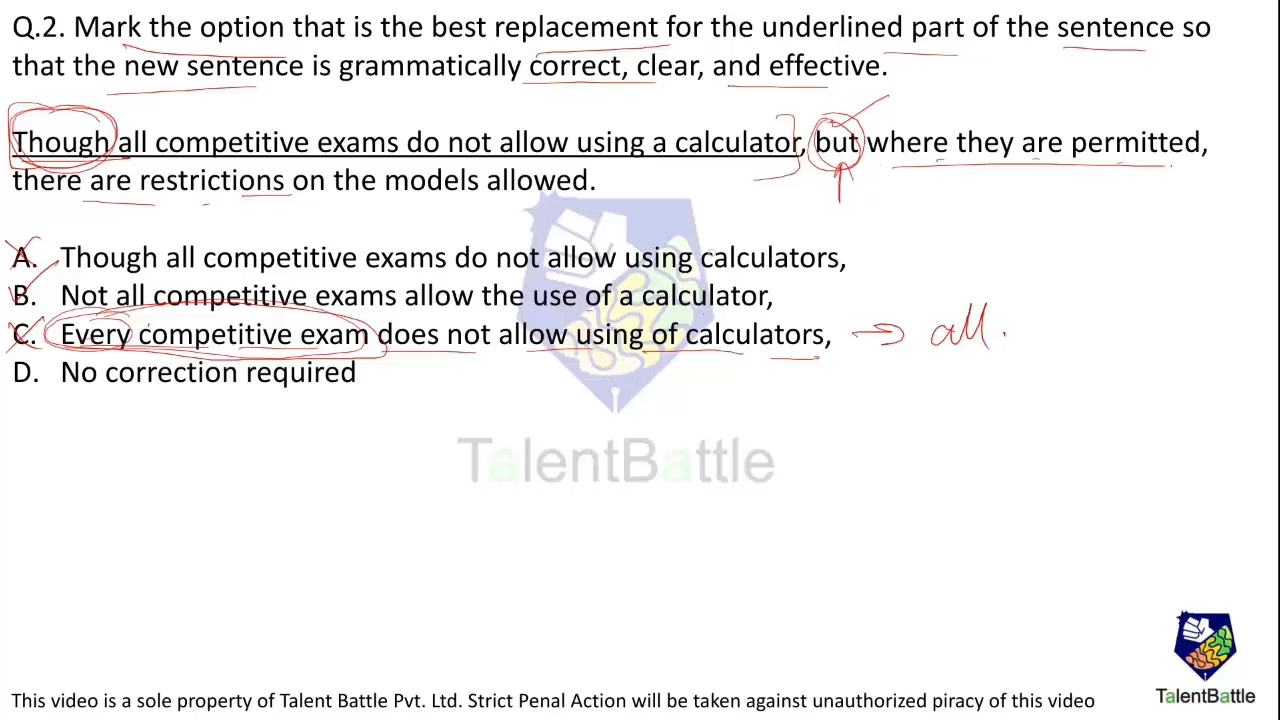 Q.2. Mark the option that is the best replacement for the underlined part of the sentence so
that the new sentence is grammatically correct, clear, and effective.
Though all competitive exams do not allow using a calculator, but where they are permitted,
there are restrictions on the models allowed.
A. Though all competitive exams do not allow using calculators,
B. Not all competitive exams allow the use of a calculator,
C. Every competitive exam does not allow using of calculators, → all.
D. No correction required
TalentBattle
TalentBattle
This video is a sole property of Talent Battle Pvt. Ltd. Strict Penal Action will be taken against unauthorized piracy of this video